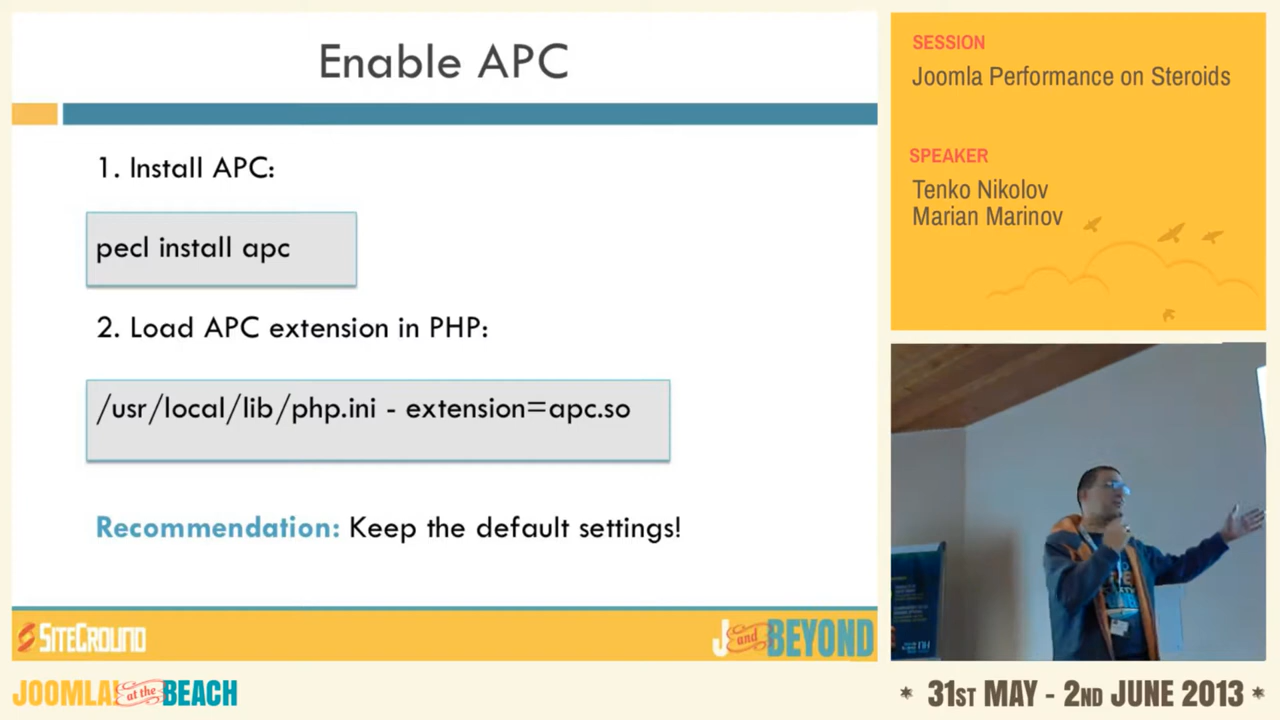 Enable APC
1. Install APC:
pecl install apc
2. Load APC extension in PHP:
/usr/local/lib/php.ini - extension=apc.so
Recommendation: Keep the default settings!
SITEGROUND
J and BEYOND
SESSION
Joomla Performance on Steroids
SPEAKER
Tenko Nikolov
Marian Marinov
JOOMLA! at the BEACH
* 31ST MAY - 2ND JUNE 2013 *